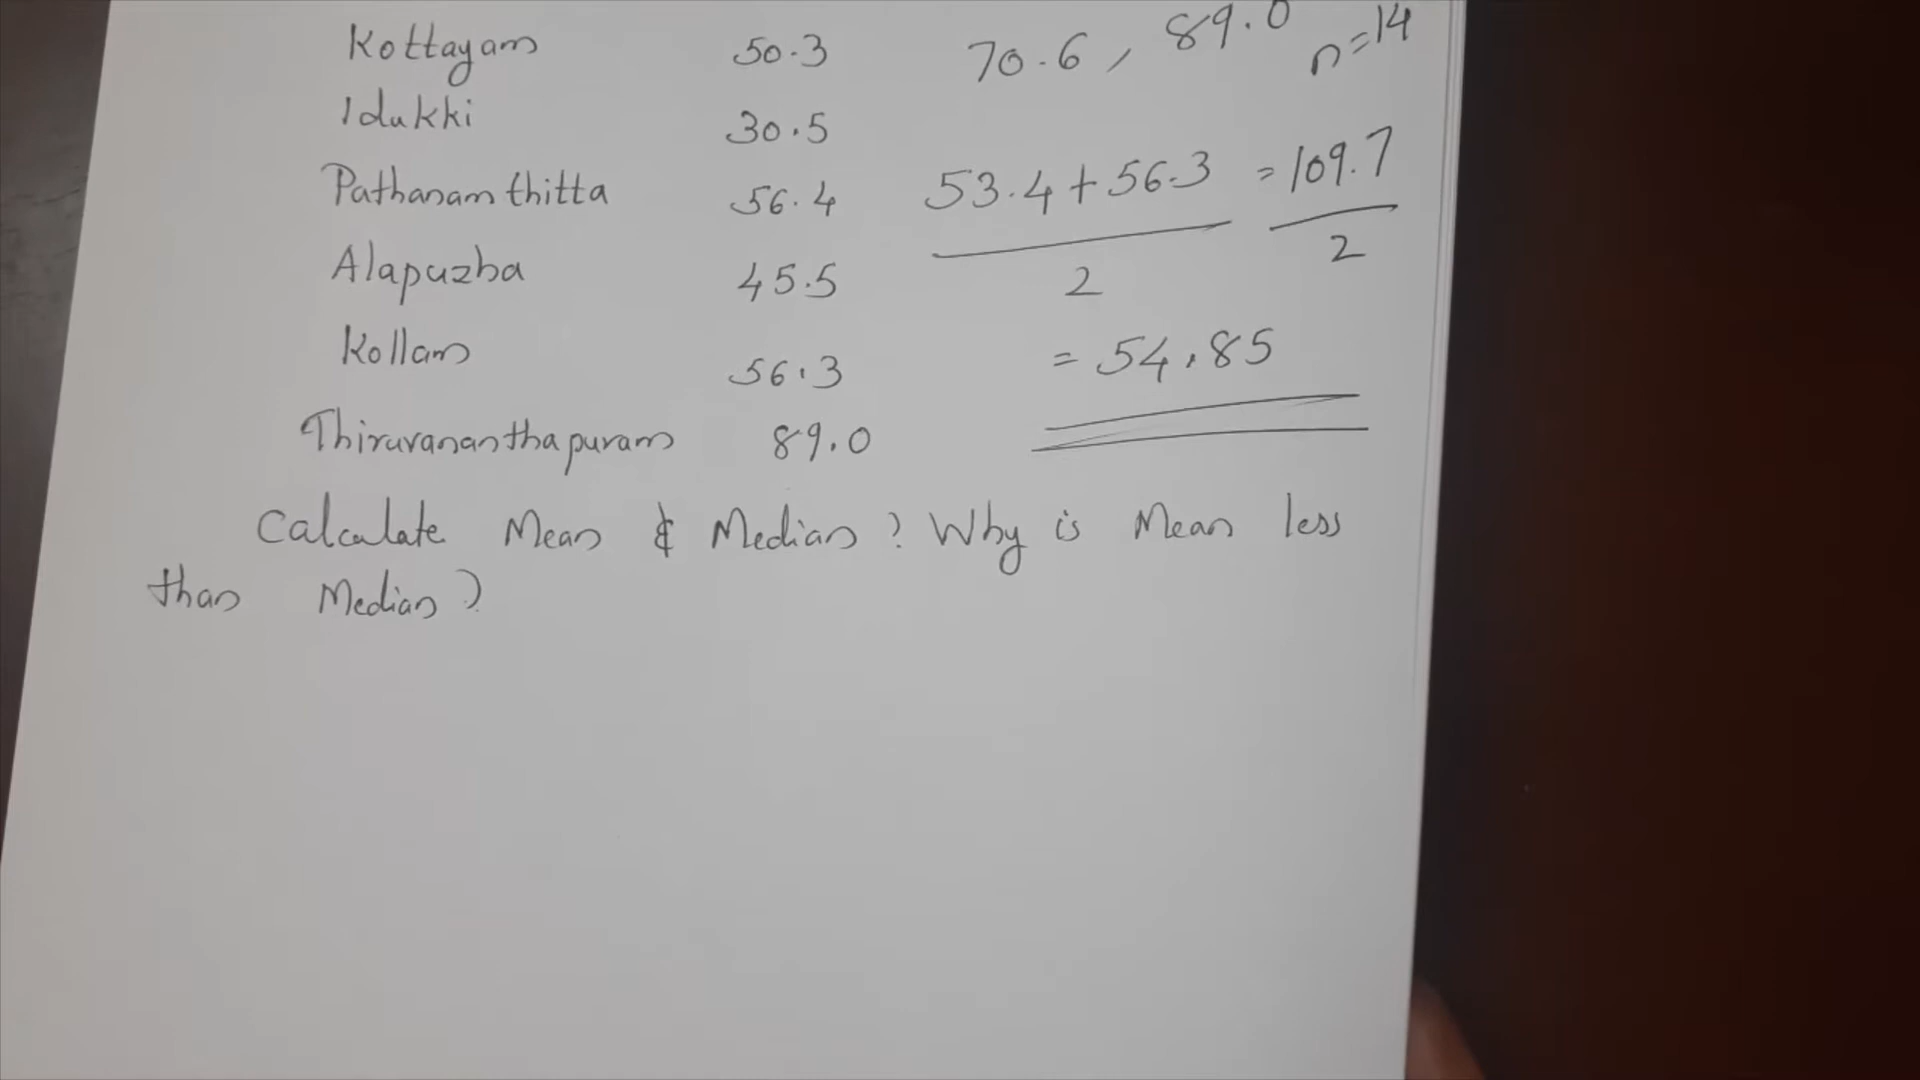 Kottayam 50.3 70.6, 89.0 n=14
Idukki 30.5
Pathanamthitta 56.4 53.4+56.3 = 109.7
2 2
Alapuzha 45.5
Kollam 56.3 = 54.85
Thiruvananthapuram 89.0
Calculate Mean & Median? Why is Mean less
than Median?